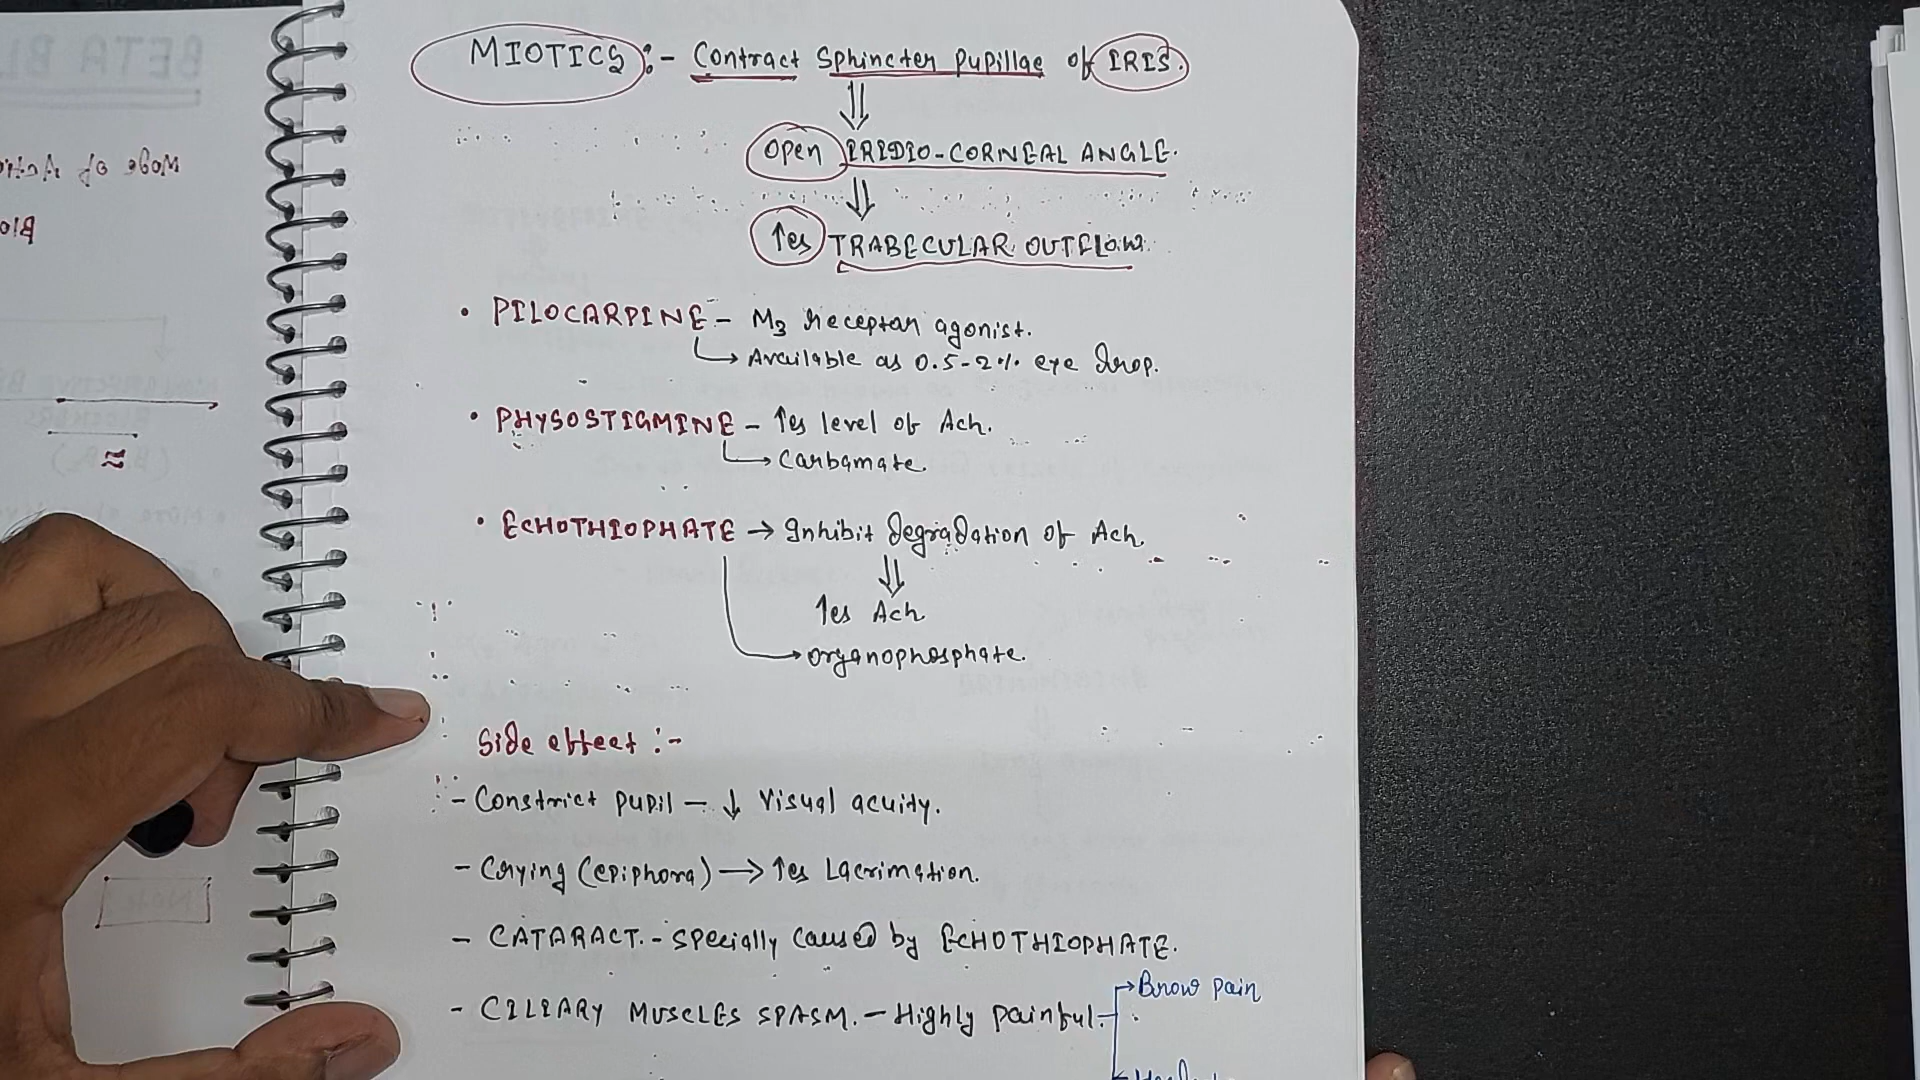 MIOTICS :- Contract Sphincter Pupillae of IRIS.
⇓
Open IRIDIO-CORNEAL ANGLE.
⇓
↑es TRABECULAR OUTFLOW.
• PILOCARPINE - M3 receptor agonist.
→ Available as 0.5-2% eye drop.
• PHYSOSTIGMINE - ↑es level of Ach.
→ Carbamate.
• ECHOTHIOPHATE → Inhibit degradation of Ach.
⇓
↑es Ach
→ organophosphate.
Side effect :-
- Constrict pupil - ↓ visual acuity.
- Crying (epiphora) → ↑es Lacrimation.
- CATARACT. - specially caused by ECHOTHIOPHATE.
→ Brow pain
- CILIARY MUSCLES SPASM. - Highly painful.